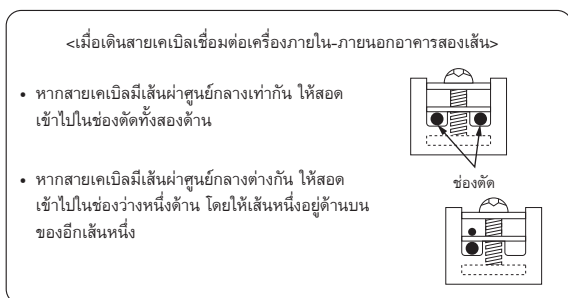 <เมื่อเดินสายเคเบิลเชื่อมต่อเครื่องภายใน-ภายนอกอาคารสองเส้น>
• หากสายเคเบิลมีเส้นผ่าศูนย์กลางเท่ากัน ให้สอด
เข้าไปในช่องตัดทั้งสองด้าน
ช่องตัด
• หากสายเคเบิลมีเส้นผ่าศูนย์กลางต่างกัน ให้สอด
เข้าไปในช่องว่างหนึ่งด้าน โดยให้เส้นหนึ่งอยู่ด้านบน
ของอีกเส้นหนึ่ง